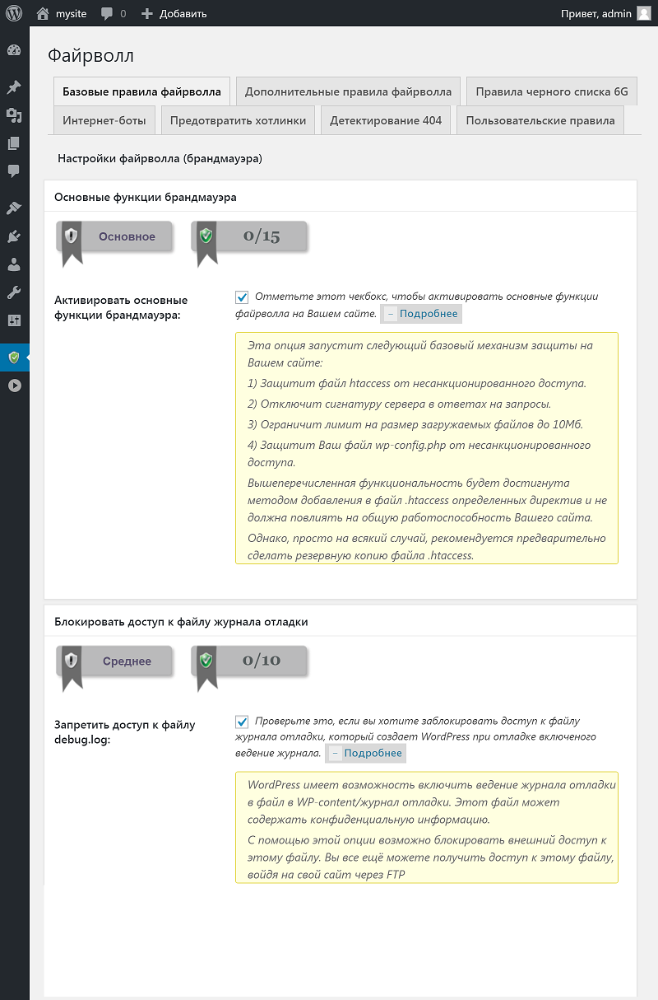 mysite 0 Добавить Привет, admin
Файрволл
Базовые правила файрволла Дополнительные правила файрволла Правила черного списка 6G
Интернет-боты Предотвратить хотлинки Детектирование 404 Пользовательские правила
Настройки файрволла (брандмауэра)
Основные функции брандмауэра
Основное 0/15
Активировать основные
функции брандмауэра:
Отметьте этот чекбокс, чтобы активировать основные функции
файрволла на Вашем сайте. – Подробнее
Эта опция запустит следующий базовый механизм защиты на
Вашем сайте:
1) Защитит файл htaccess от несанкционированного доступа.
2) Отключит сигнатуру сервера в ответах на запросы.
3) Ограничит лимит на размер загружаемых файлов до 10Мб.
4) Защитит Ваш файл wp-config.php от несанкционированного
доступа.
Вышеперечисленная функциональность будет достигнута
методом добавления в файл .htaccess определенных директив и не
должна повлиять на общую работоспособность Вашего сайта.
Однако, просто на всякий случай, рекомендуется предварительно
сделать резервную копию файла .htaccess.
Блокировать доступ к файлу журнала отладки
Среднее 0/10
Запретить доступ к файлу
debug.log:
Проверьте это, если вы хотите заблокировать доступ к файлу
журнала отладки, который создает WordPress при отладке включеного
ведение журнала. – Подробнее
WordPress имеет возможность включить ведение журнала отладки
в файл в WP-content/журнал отладки. Этот файл может
содержать конфиденциальную информацию.
С помощью этой опции возможно блокировать внешний доступ к
этому файлу. Вы все ещё можете получить доступ к этому файлу,
войдя на свой сайт через FTP